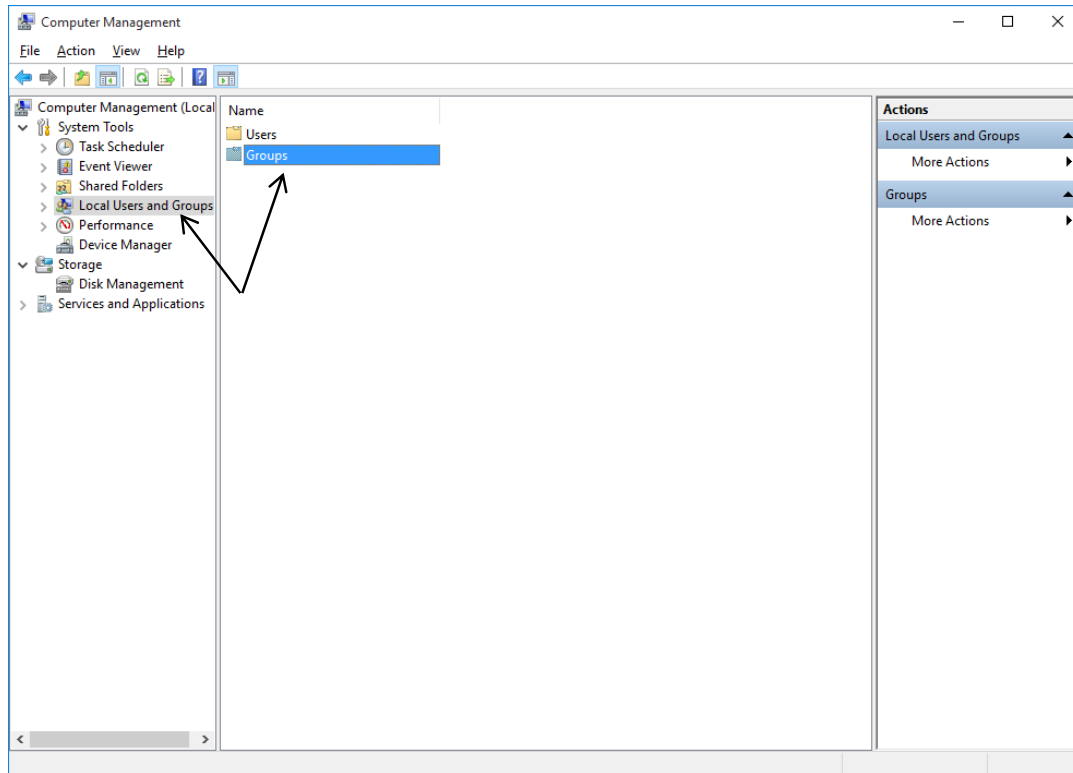 Computer Management
File Action View Help
Computer Management (Local
System Tools
Task Scheduler
Event Viewer
Shared Folders
Local Users and Groups
Performance
Device Manager
Storage
Disk Management
Services and Applications
Name
Users
Groups
Actions
Local Users and Groups
More Actions
Groups
More Actions